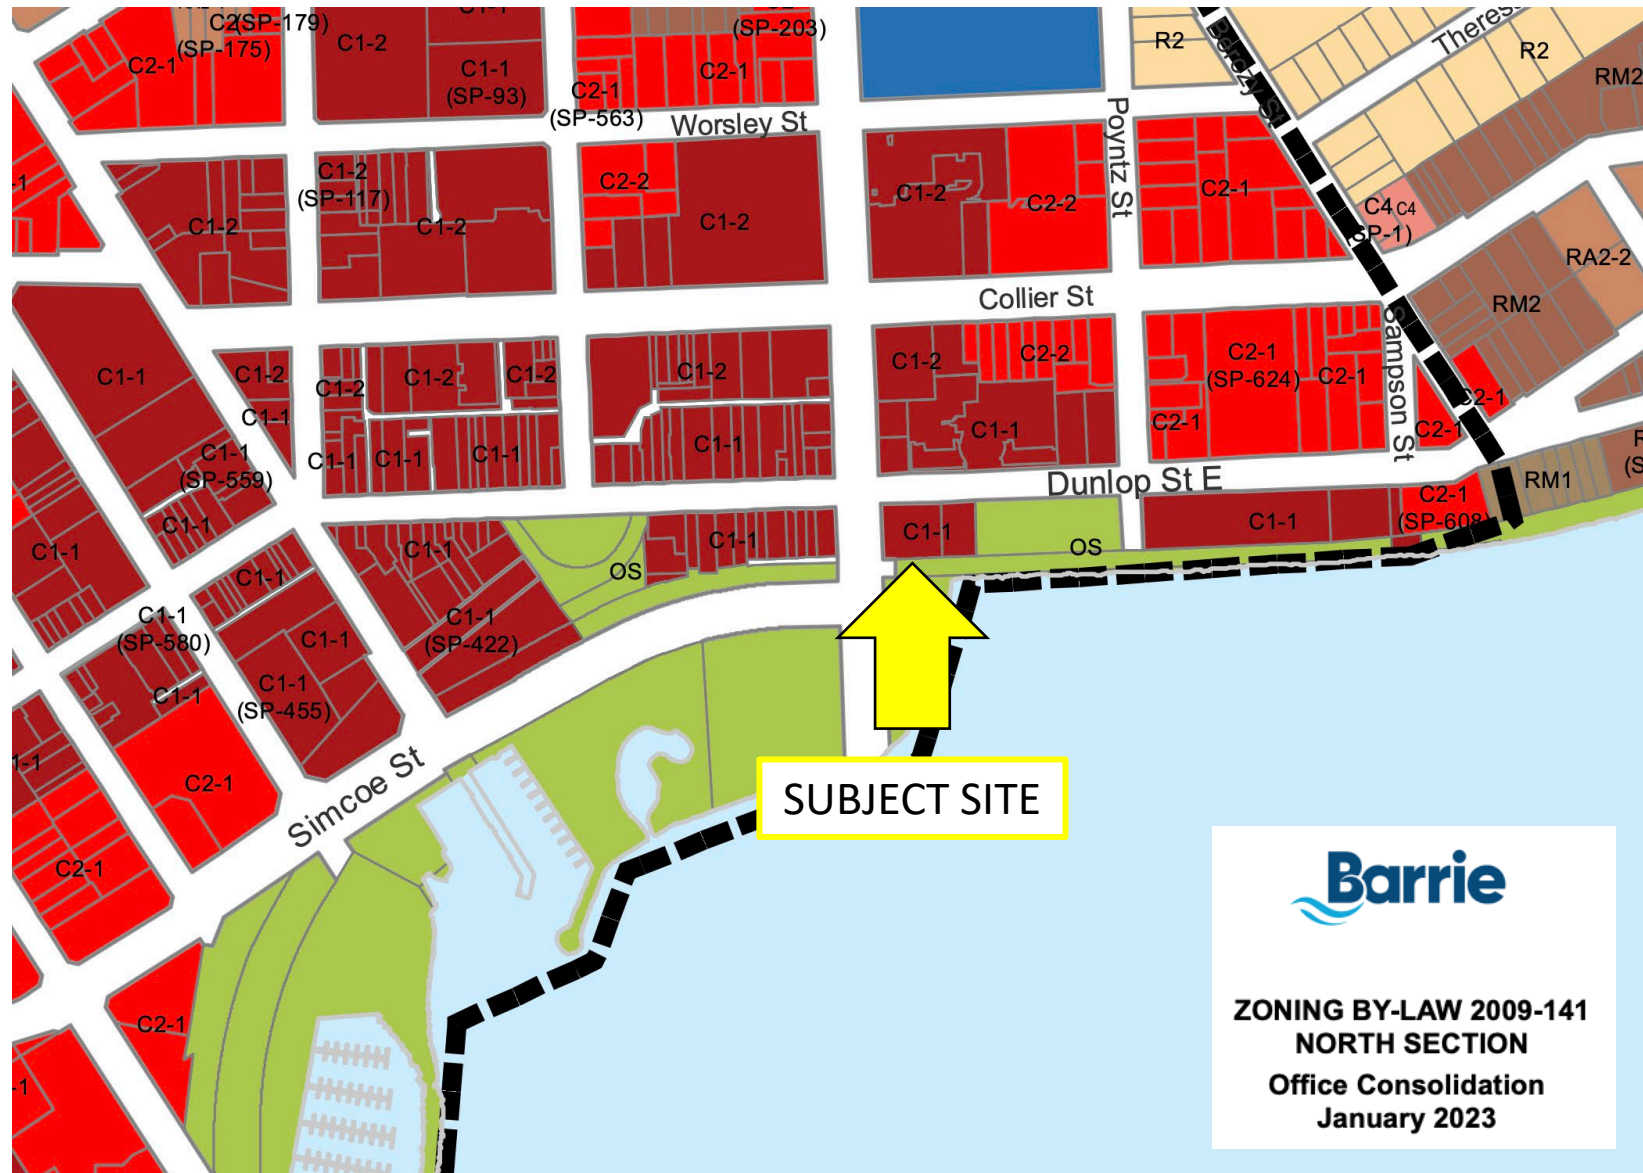 C2(SP-179)
(SP-175)
C2-1
C1-2
C1-1
(SP-93)
(SP-203)
C2-1
C2-1
(SP-563)
Worsley St
R2
Berczy St
R2
RM2
Poyntz St
C1-2
C1-2
(SP-117)
C1-2
C2-2
C1-2
C1-2
C2-2
C2-1
C4
C4
RA2-2
RM2
Collier St
C1-1
C1-2
C1-1
C1-2
C1-2
C1-2
C1-2
C1-2
C2-2
C2-1
(SP-624)
C2-1
Sampson St
C2-1
C2-1
C2-1
C1-1
(SP-559)
C1-1
C1-1
C1-1
C1-1
C1-1
C1-1
C1-1
Dunlop St E
RM1
C1-1
C1-1
C1-1
OS
C1-1
C1-1
OS
C1-1
C2-1
(SP-608)
C1-1
(SP-580)
C1-1
C1-1
C1-1
(SP-422)
C1-1
C1-1
(SP-455)
C2-1
Simcoe St
C2-1
C2-1
SUBJECT SITE
Barrie
ZONING BY-LAW 2009-141
NORTH SECTION
Office Consolidation
January 2023